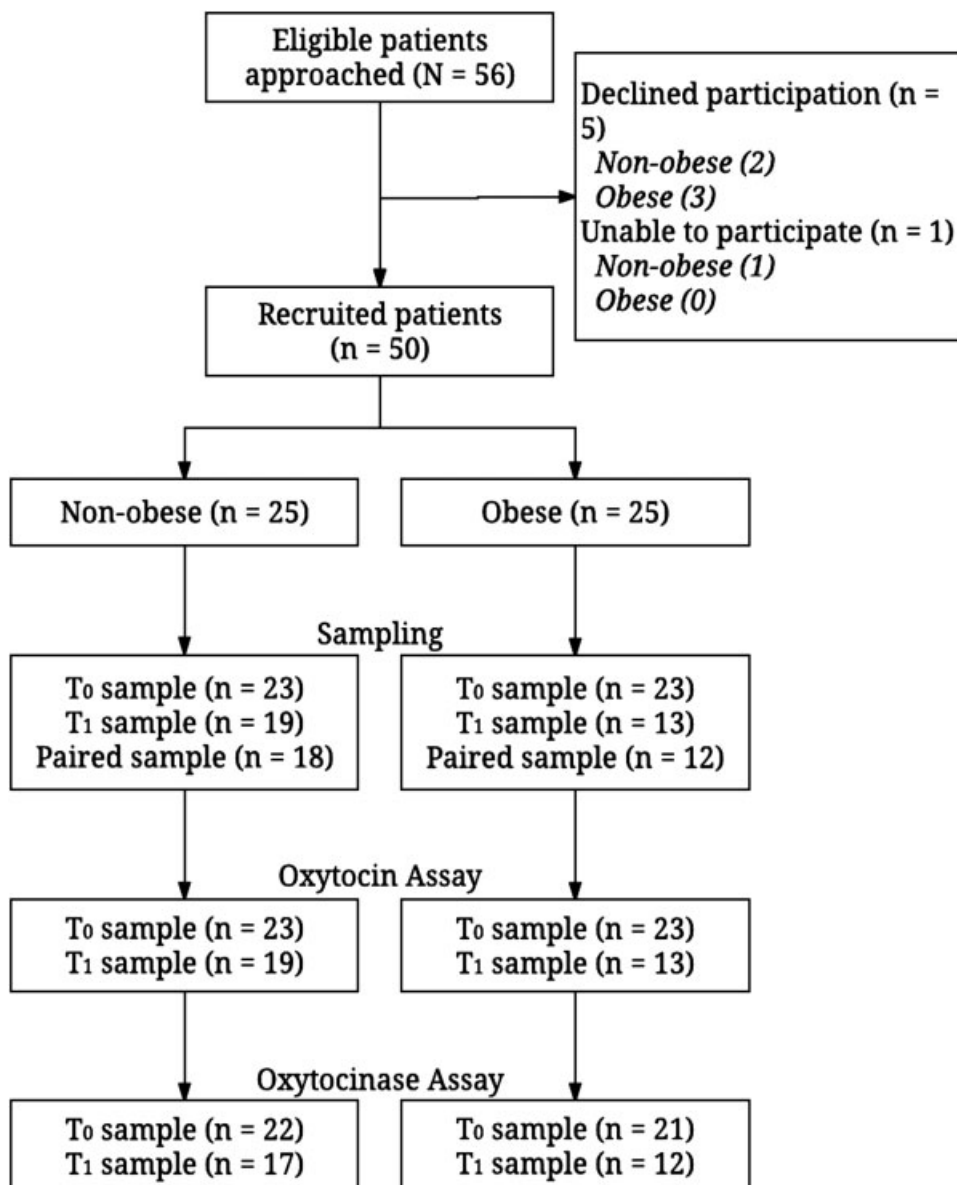 Eligible patients
approached (N = 56)
Declined participation (n =
5)
Non-obese (2)
Obese (3)
Unable to participate (n = 1)
Non-obese (1)
Obese (0)
Recruited patients
(n = 50)
Non-obese (n = 25)
Obese (n = 25)
Sampling
T₀ sample (n = 23)
T₁ sample (n = 19)
Paired sample (n = 18)
T₀ sample (n = 23)
T₁ sample (n = 13)
Paired sample (n = 12)
Oxytocin Assay
T₀ sample (n = 23)
T₁ sample (n = 19)
T₀ sample (n = 23)
T₁ sample (n = 13)
Oxytocinase Assay
T₀ sample (n = 22)
T₁ sample (n = 17)
T₀ sample (n = 21)
T₁ sample (n = 12)